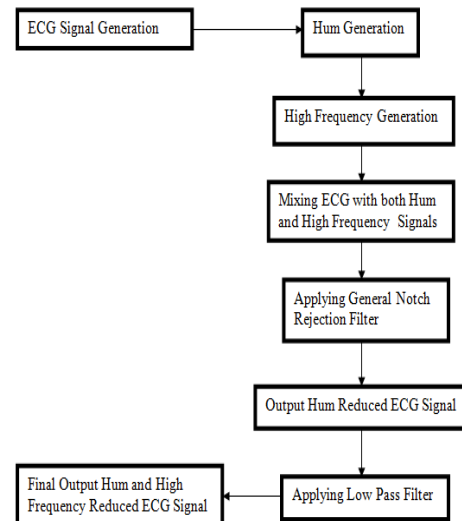 ECG Signal Generation
Hum Generation
High Frequency Generation
Mixing ECG with both Hum
and High Frequency Signals
Applying General Notch
Rejection Filter
Output Hum Reduced ECG Signal
Applying Low Pass Filter
Final Output Hum and High
Frequency Reduced ECG Signal